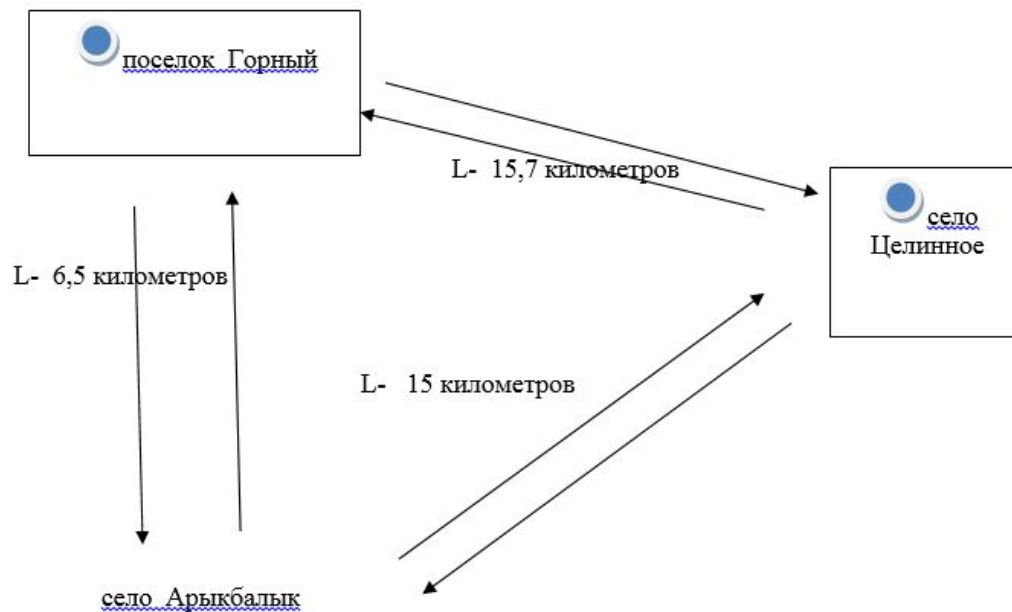 поселок Горный
L- 15,7 километров
село
Целинное
L- 6,5 километров
L- 15 километров
село Арыкбалык